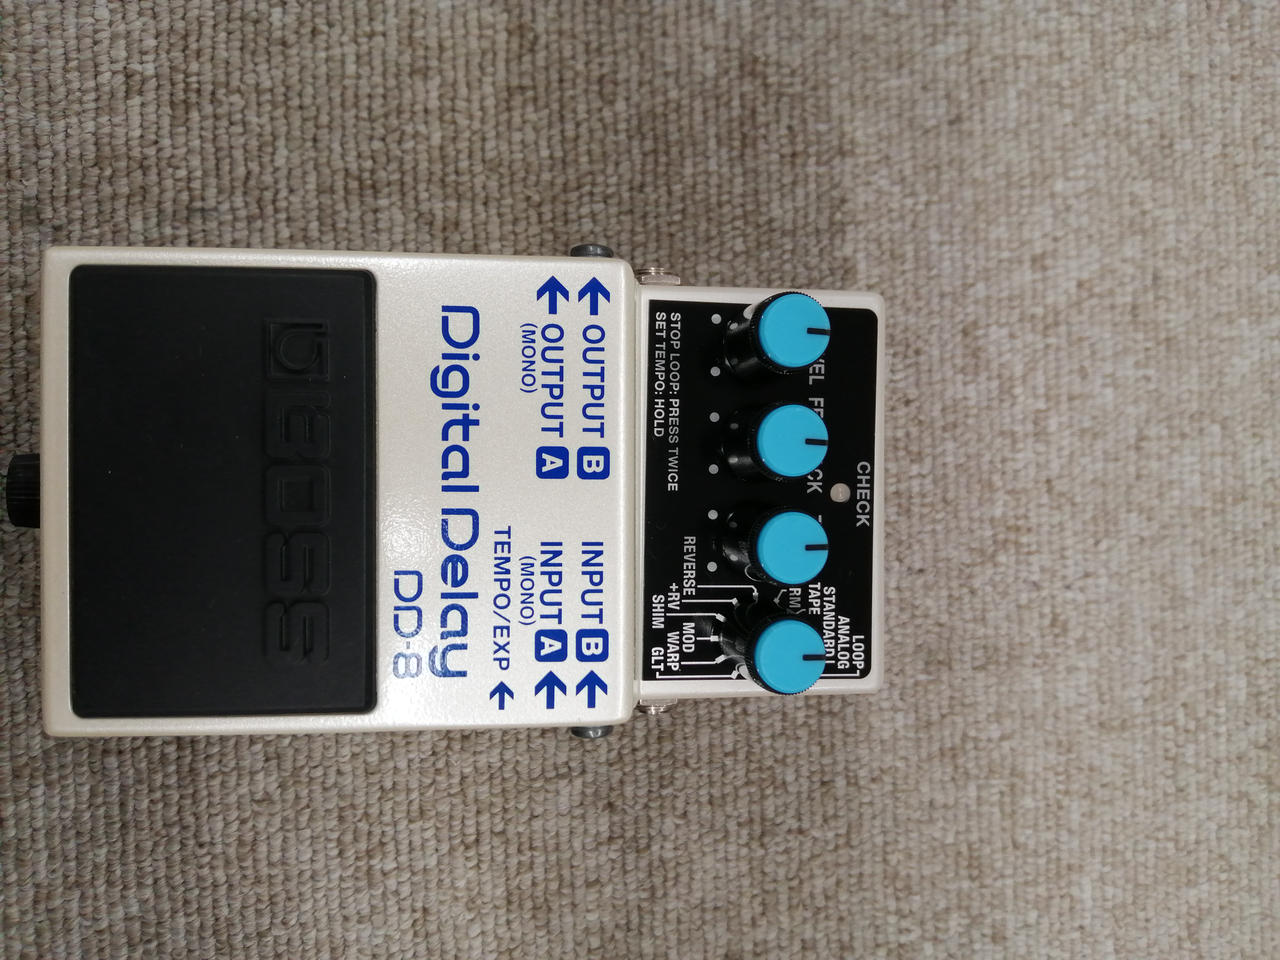 CHECK
LOOP
ANALOG
STANDARD
TAPE
REVERSE
+RV
SHIM
MOD
WARP
GLT
STOP LOOP: PRESS TWICE
SET TEMPO: HOLD
OUTPUT B
INPUT B
OUTPUT A
INPUT A
(MONO)
(MONO)
TEMPO/EXP
Digital Delay
DD-8
BOSS